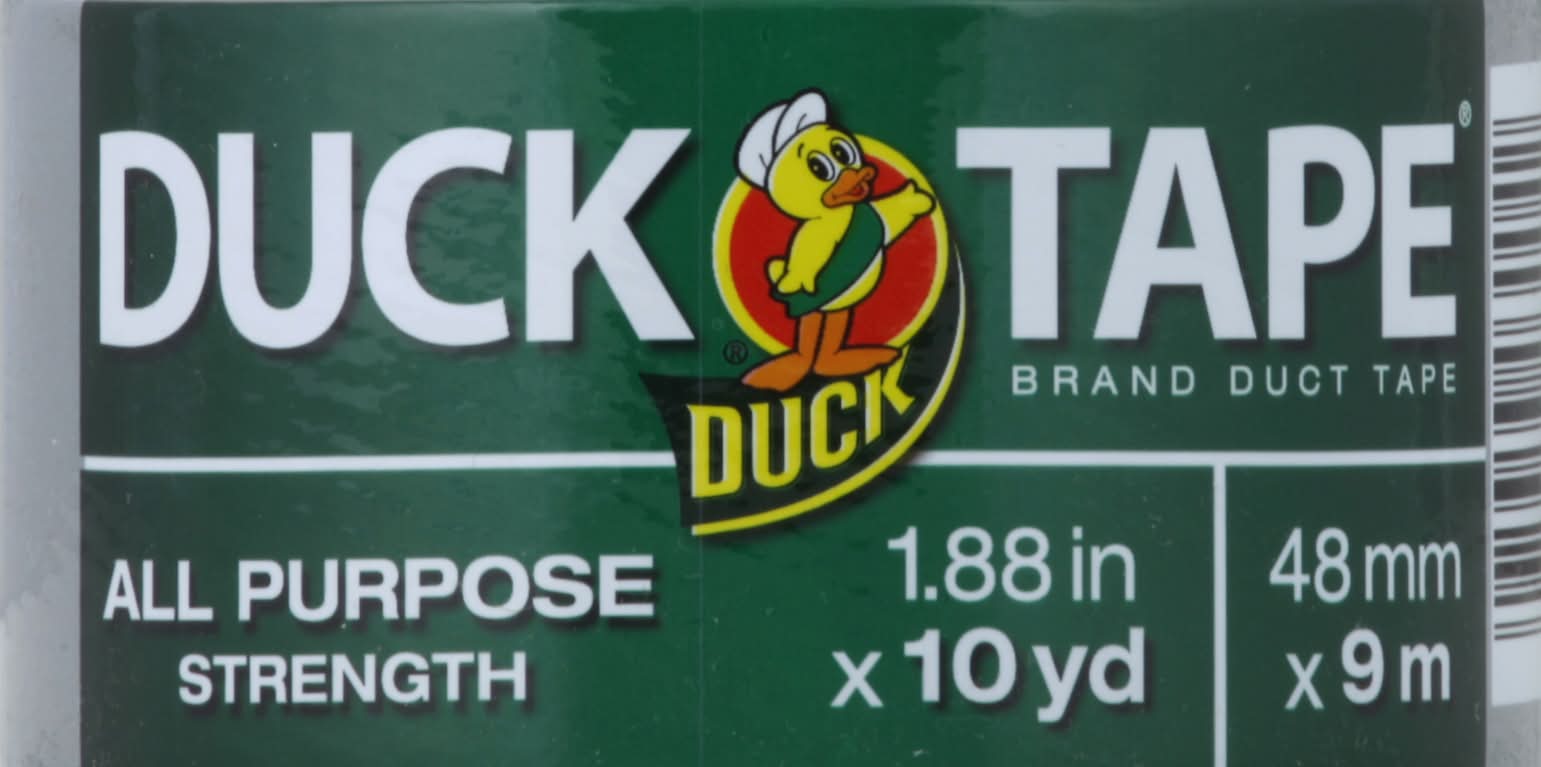 DUCK TAPE®
BRAND DUCT TAPE
®
DUCK
ALL PURPOSE
STRENGTH
1.88 in
x 10 yd
48 mm
x 9 m